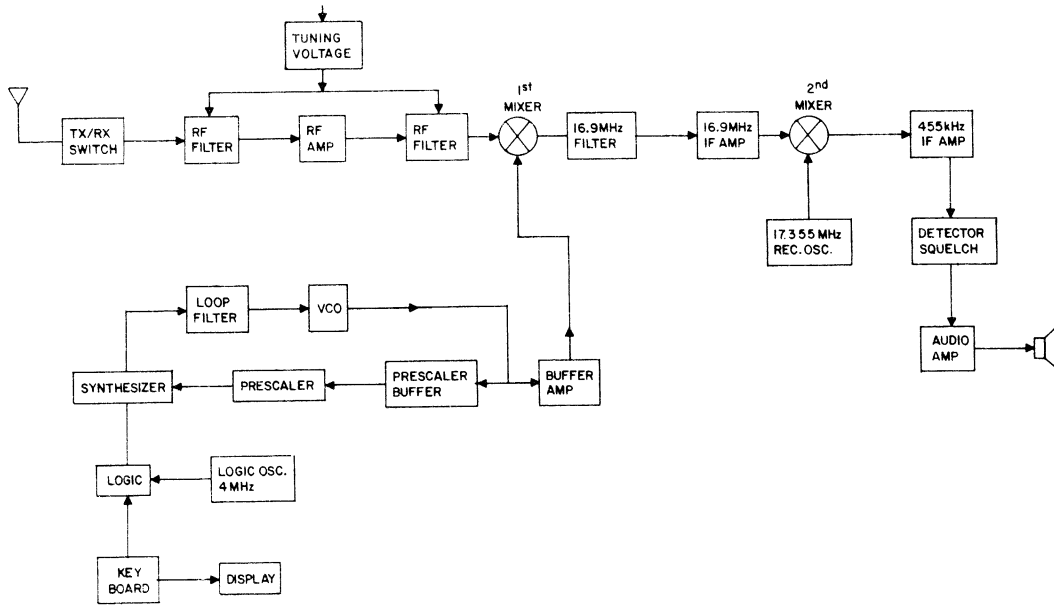 TUNING
VOLTAGE
TX/RX
SWITCH
RF
FILTER
RF
AMP
RF
FILTER
1st
MIXER
16.9MHz
FILTER
16.9MHz
IF AMP
2nd
MIXER
455kHz
IF AMP
17.355MHz
REC. OSC.
DETECTOR
SQUELCH
AUDIO
AMP
LOOP
FILTER
VCO
SYNTHESIZER
PRESCALER
PRESCALER
BUFFER
BUFFER
AMP
LOGIC
LOGIC OSC.
4MHz
KEY
BOARD
DISPLAY